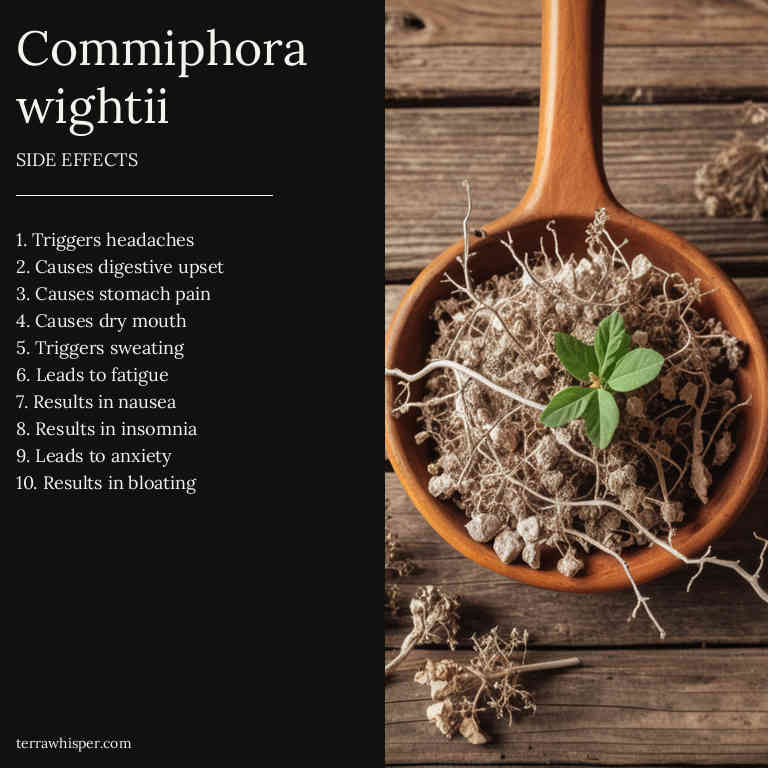 Commiphora
wightii
SIDE EFFECTS
1. Triggers headaches
2. Causes digestive upset
3. Causes stomach pain
4. Causes dry mouth
5. Triggers sweating
6. Leads to fatigue
7. Results in nausea
8. Results in insomnia
9. Leads to anxiety
10. Results in bloating
terrawhisper.com